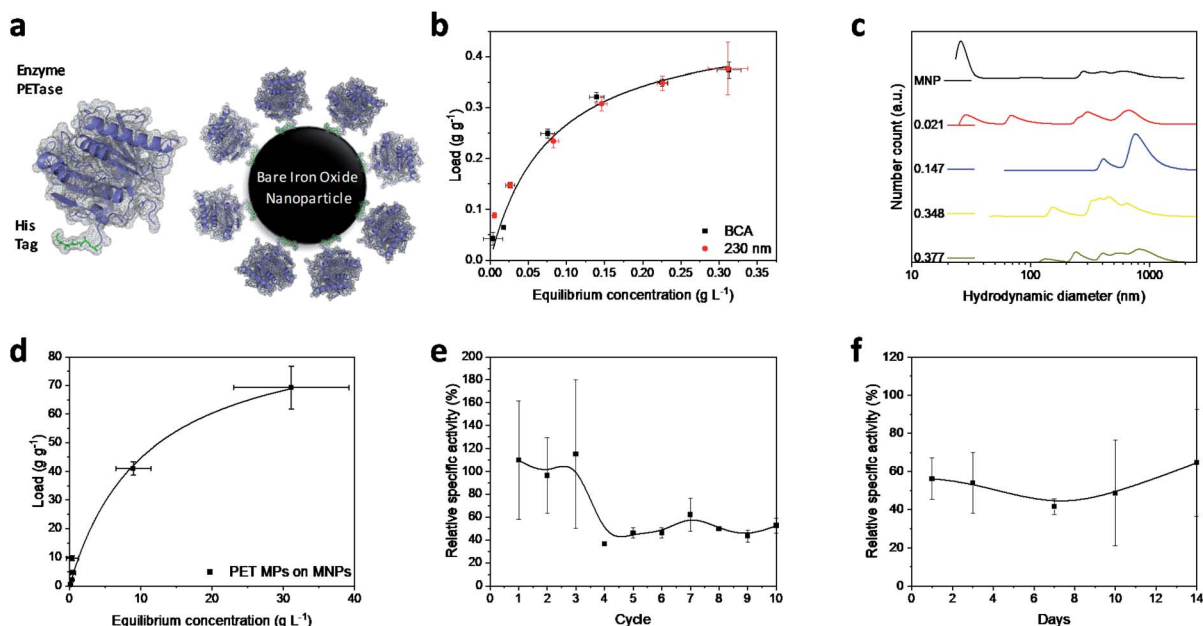 a
Enzyme
PETase
His
Tag
Bare Iron Oxide
Nanoparticle
b
Load (g g⁻¹)
0.4
0.3
0.2
0.1
0.0
0.00 0.05 0.10 0.15 0.20 0.25 0.30 0.35
Equilibrium concentration (g L⁻¹)
BCA
230 nm
c
Number count (a.u.)
MNP
0.021
0.147
0.348
0.377
10 100 1000
Hydrodynamic diameter (nm)
d
Load (g g⁻¹)
80
70
60
50
40
30
20
10
0
0 10 20 30 40
Equilibrium concentration (g L⁻¹)
PET MPs on MNPs
e
Relative specific activity (%)
200
180
160
140
120
100
80
60
40
20
0
1 2 3 4 5 6 7 8 9 10
Cycle
f
Relative specific activity (%)
120
100
80
60
40
20
0
0 2 4 6 8 10 12 14
Days